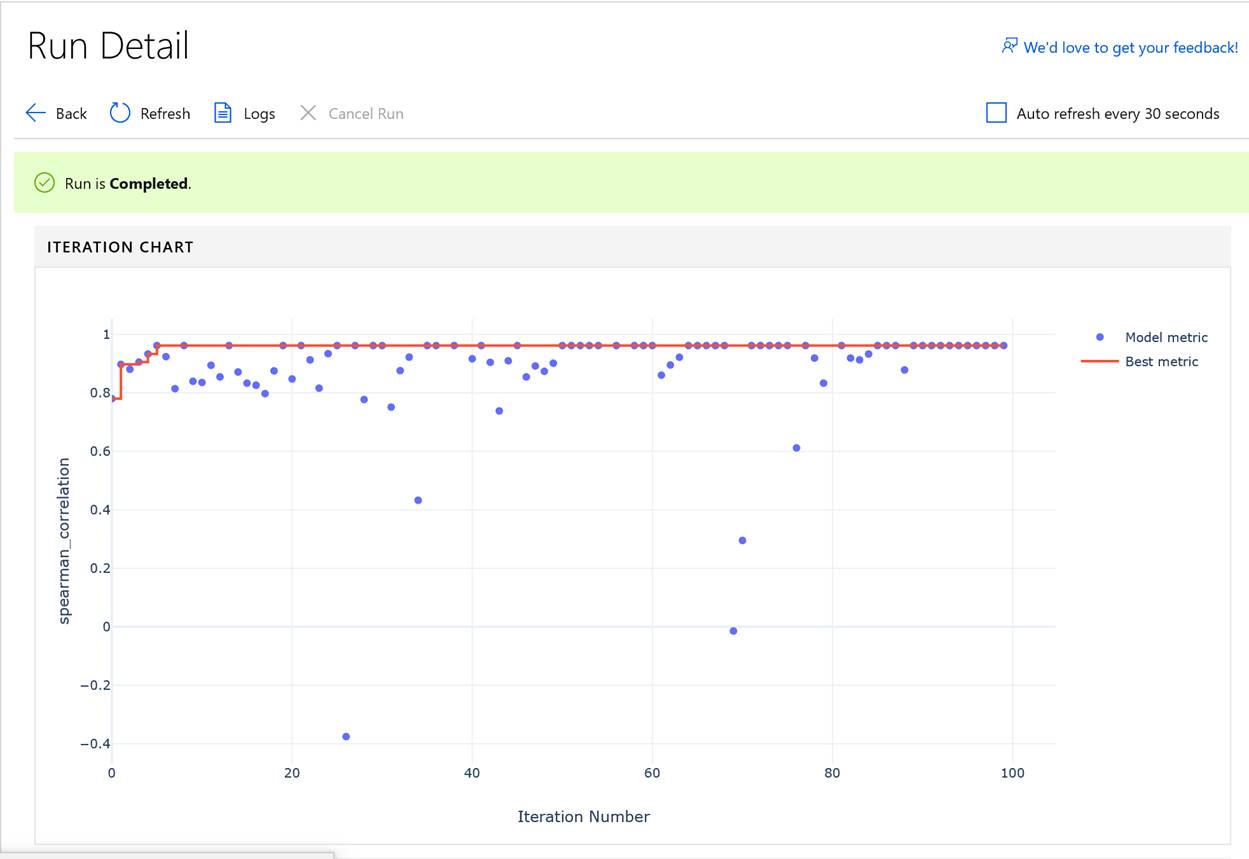 Run Detail
We'd love to get your feedback!
Back
Refresh
Logs
Cancel Run
Auto refresh every 30 seconds
Run is Completed.
ITERATION CHART
1
0.8
0.6
0.4
0.2
0
−0.2
−0.4
spearman_correlation
0
20
40
60
80
100
Iteration Number
Model metric
Best metric